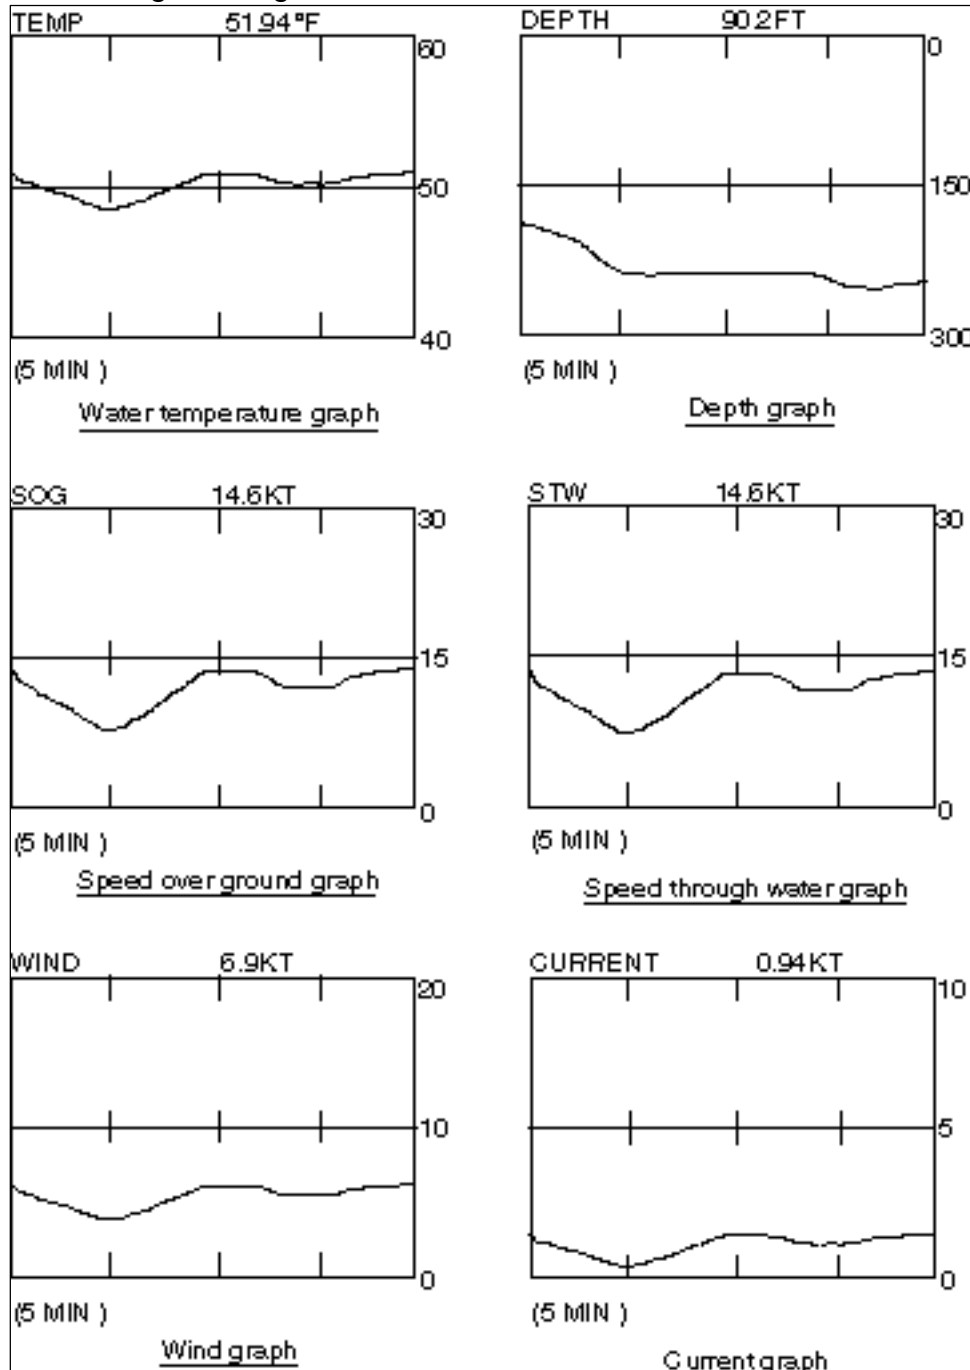 TEMP 51.94°F
60
50
40
(5 MIN )
Water temperature graph
DEPTH 90.2FT
0
150
300
(5 MIN )
Depth graph
SOG 14.6KT
30
15
0
(5 MIN )
Speed over ground graph
STW 14.6KT
30
15
0
(5 MIN )
Speed through water graph
WIND 6.9KT
20
10
0
(5 MIN )
Wind graph
CURRENT 0.94KT
10
5
0
(5 MIN )
Current graph